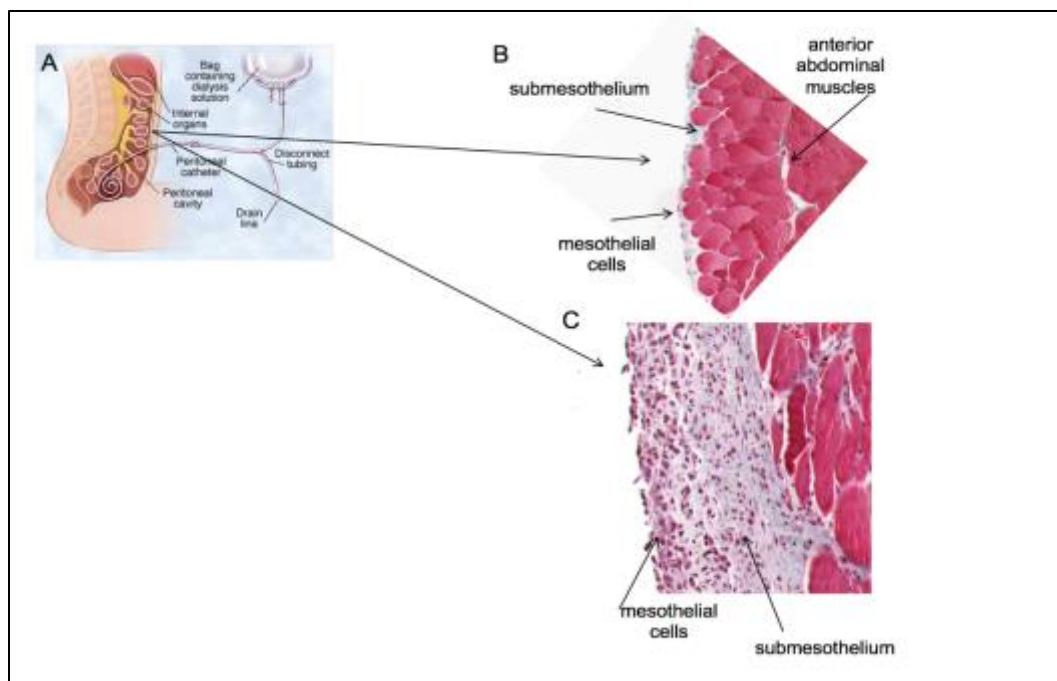 A
Bag
containing
dialysis
solution
Internal
organs
Disconnect
tubing
Peritoneal
catheter
Peritoneal
cavity
Drain
line
B
anterior
abdominal
muscles
submesothelium
mesothelial
cells
C
mesothelial
cells
submesothelium